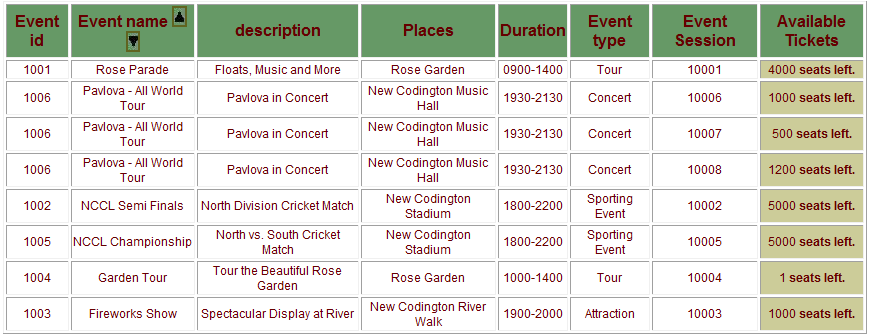 Event id Event name description Places Duration Event type Event Session Available Tickets
1001 Rose Parade Floats, Music and More Rose Garden 0900-1400 Tour 10001 4000 seats left.
1006 Pavlova - All World Tour Pavlova in Concert New Codington Music Hall 1930-2130 Concert 10006 1000 seats left.
1006 Pavlova - All World Tour Pavlova in Concert New Codington Music Hall 1930-2130 Concert 10007 500 seats left.
1006 Pavlova - All World Tour Pavlova in Concert New Codington Music Hall 1930-2130 Concert 10008 1200 seats left.
1002 NCCL Semi Finals North Division Cricket Match New Codington Stadium 1800-2200 Sporting Event 10002 5000 seats left.
1005 NCCL Championship North vs. South Cricket Match New Codington Stadium 1800-2200 Sporting Event 10005 5000 seats left.
1004 Garden Tour Tour the Beautiful Rose Garden Rose Garden 1000-1400 Tour 10004 1 seats left.
1003 Fireworks Show Spectacular Display at River New Codington River Walk 1900-2000 Attraction 10003 1000 seats left.